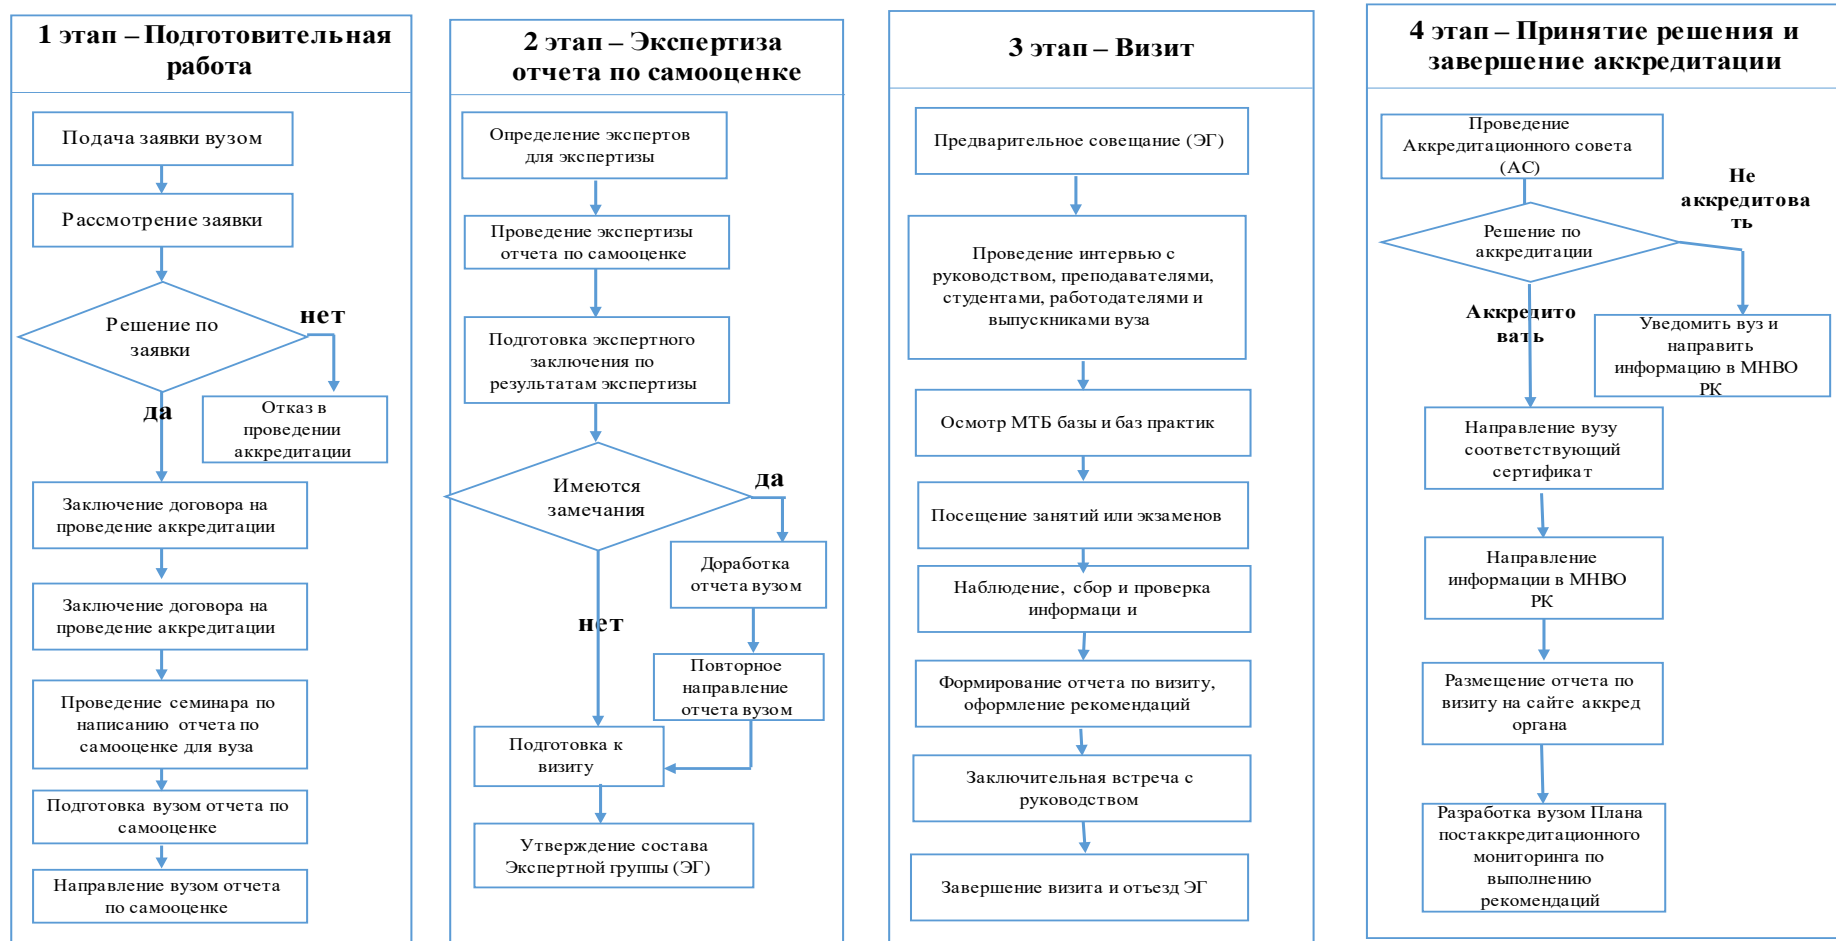 1 этап – Подготовительная
работа
Подача заявки вузом
Рассмотрение заявки
Решение по
заявки
нет
да
Отказ в
проведении
аккредитации
Заключение договора на
проведение аккредитации
Заключение договора на
проведение аккредитации
Проведение семинара по
написанию отчета по
самооценке для вуза
Подготовка вузом отчета по
самооценке
Направление вузом отчета
по самооценке
2 этап – Экспертиза
отчета по самооценке
Определение экспертов
для экспертизы
Проведение экспертизы
отчета по самооценке
Подготовка экспертного
заключения по
результатам экспертизы
Имеются
замечания
да
Доработка
отчета вузом
нет
Повторное
направление
отчета вузом
Подготовка к
визиту
Утверждение состава
Экспертной группы (ЭГ)
3 этап – Визит
Предварительное совещание (ЭГ)
Проведение интервью с
руководством, преподавателями,
студентами, работодателями и
выпускниками вуза
Осмотр МТБ базы и баз практик
Посещение занятий или экзаменов
Наблюдение, сбор и проверка
информаци и
Формирование отчета по визиту,
оформление рекомендаций
Заключительная встреча с
руководством
Завершение визита и отъезд ЭГ
4 этап – Принятие решения и
завершение аккредитации
Проведение
Аккредитационного совета
(АС)
Не
аккредитова
ть
Решение по
аккредитации
Аккредито
вать
Уведомить вуз и
направить
информацию в МНВО
РК
Направление вузу
соответствующий
сертификат
Направление
информации в МНВО
РК
Размещение отчета по
визиту на сайте аккред
органа
Разработка вузом Плана
постаккредитационного
мониторинга по
выполнению
рекомендаций